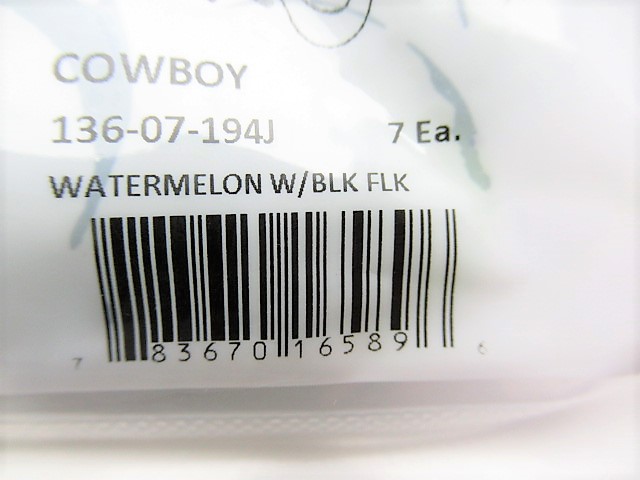 COWBOY
136-07-194J 7 Ea.
WATERMELON W/BLK FLK
7 83670 16589 6